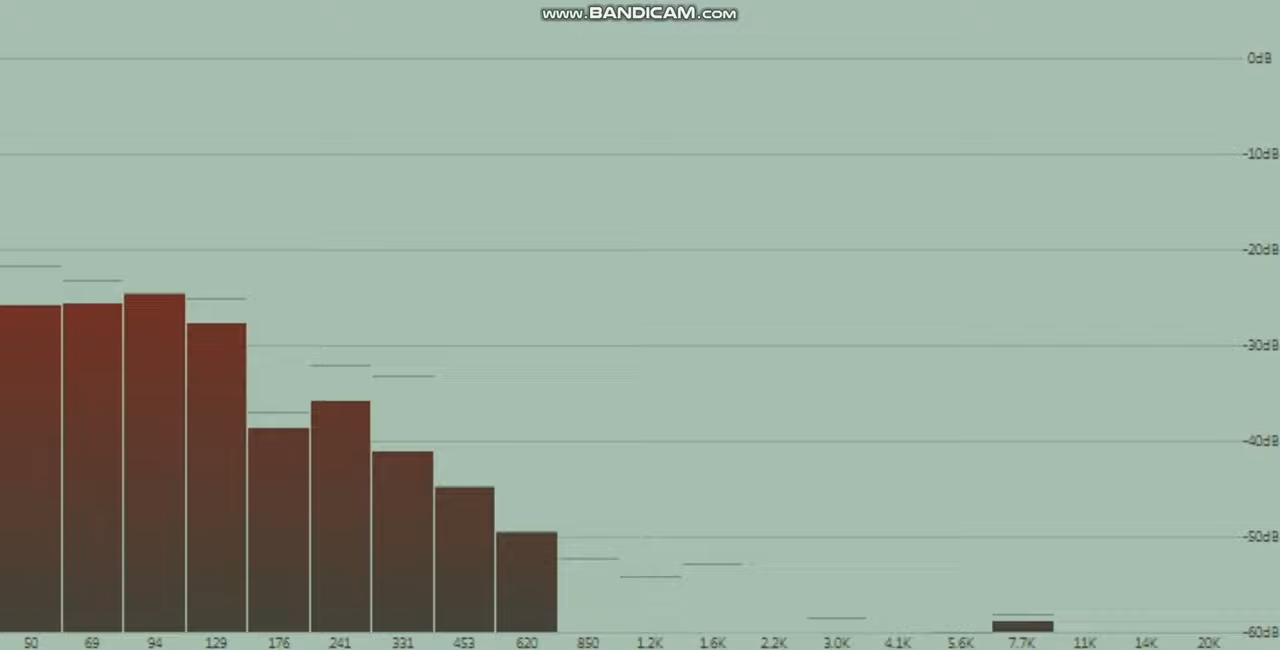 www.BANDICAM.com
0dB
-10dB
-20dB
-30dB
-40dB
-50dB
-60dB
50 69 94 129 176 241 331 453 620 850 1.2K 1.6K 2.2K 3.0K 4.1K 5.6K 7.7K 11K 14K 20K